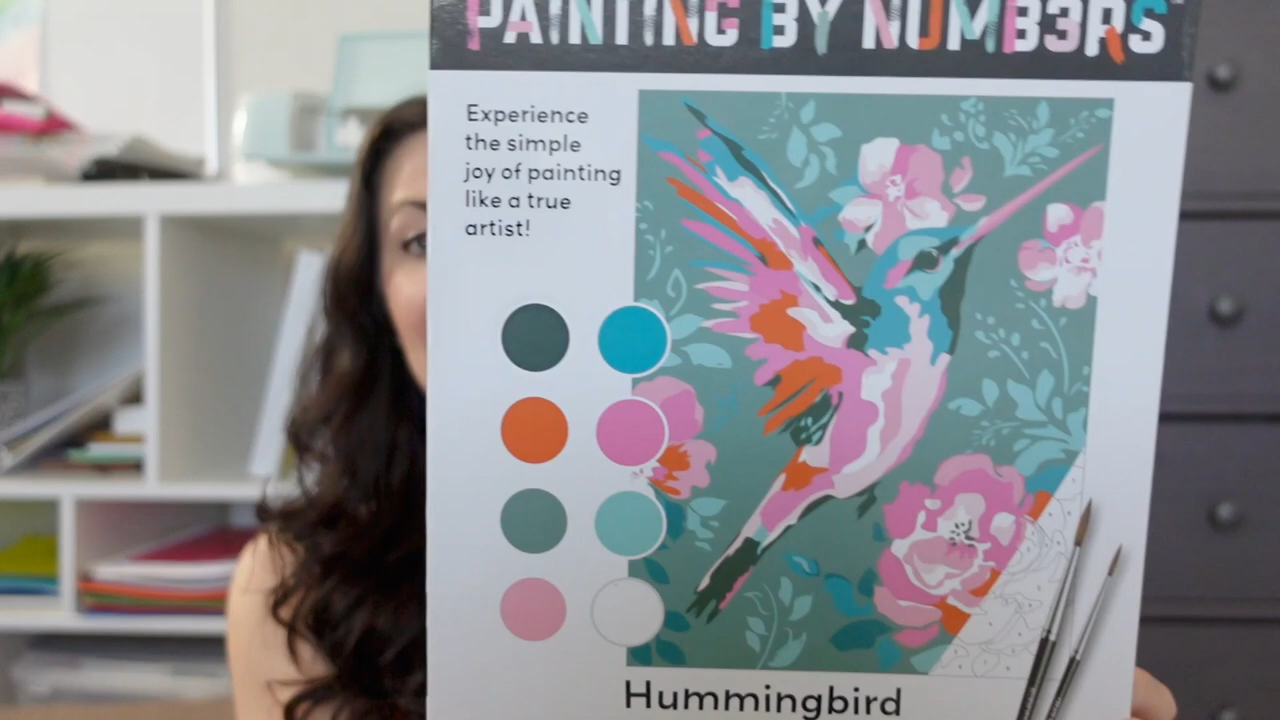 PAINTING BY NUMB3RS
Experience
the simple
joy of painting
like a true
artist!
Hummingbird